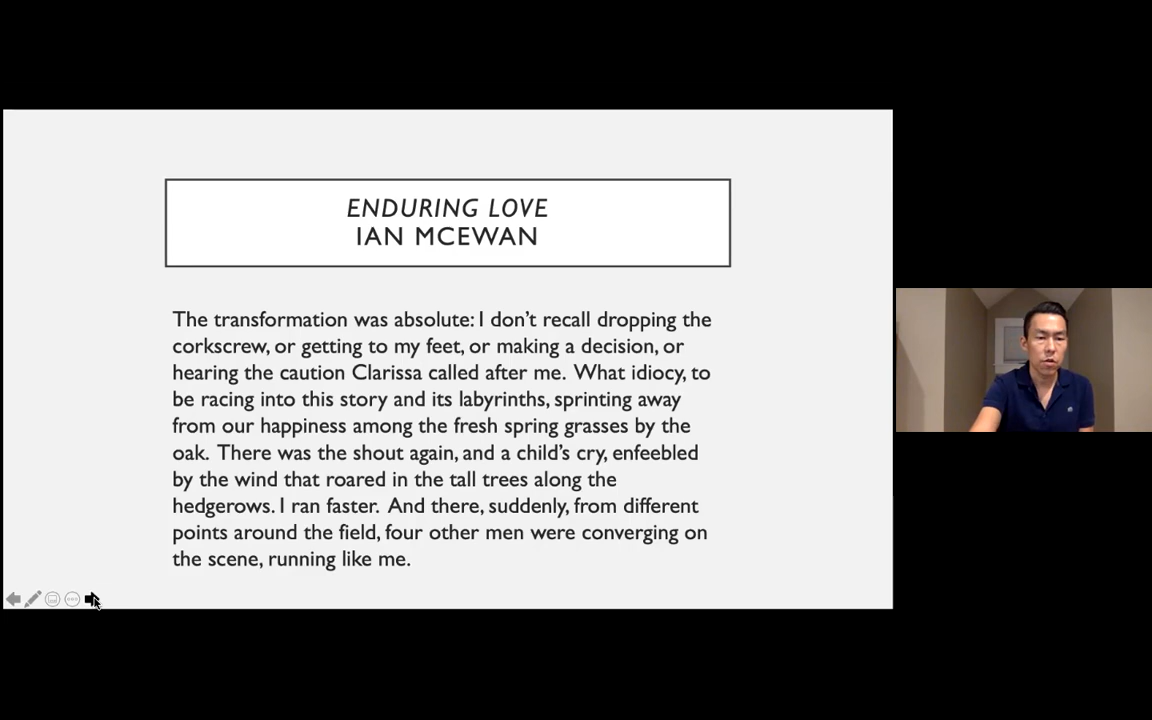 ENDURING LOVE
IAN MCEWAN
The transformation was absolute: I don’t recall dropping the
corkscrew, or getting to my feet, or making a decision, or
hearing the caution Clarissa called after me.  What idiocy, to
be racing into this story and its labyrinths, sprinting away
from our happiness among the fresh spring grasses by the
oak.  There was the shout again, and a child’s cry, enfeebled
by the wind that roared in the tall trees along the
hedgerows. I ran faster.  And there, suddenly, from different
points around the field, four other men were converging on
the scene, running like me.